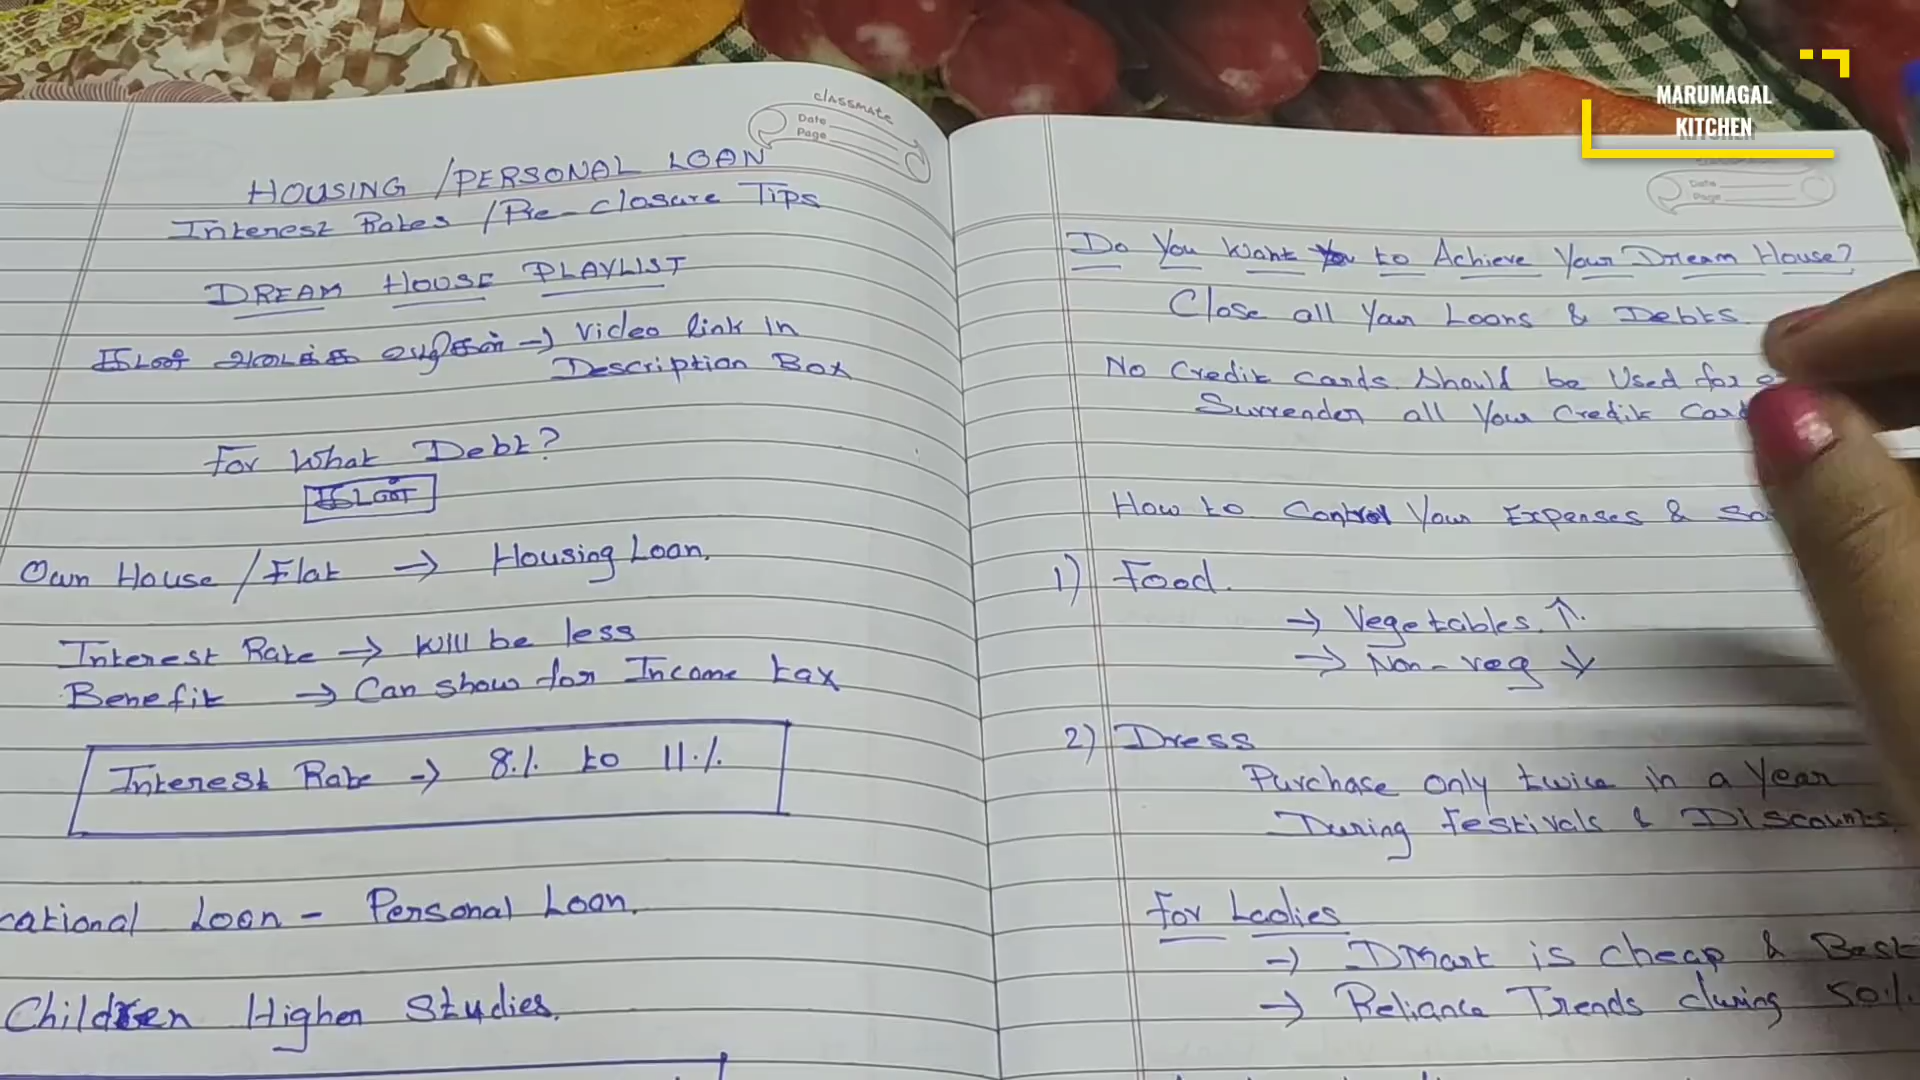 classmate
Date
Page
HOUSING / PERSONAL LOAN
Interest Rates / Pre-closure Tips
DREAM HOUSE PLAYLIST
கடன் அடைக்க வழிகள் → Video link in
Description Box
For What Debt?
கடன்
Own House / Flat → Housing Loan.
Interest Rate → Will be less
Benefit → Can show for Income tax
Interest Rate → 8% to 11%
Loan - Personal Loan.
Children Higher Studies.
MARUMAGAL
KITCHEN
Date
Page
Do You Want to Achieve Your Dream House?
Close all Your Loans & Debts
No Credit cards should be Used for
Surrender all Your Credit
How to Control Your Expenses &
1) Food.
→ Vegetables ↑.
→ Non-veg ↓
2) Dress
Purchase only twice in a Year
During Festivals & Discounts.
For Ladies
→ DMart is cheap & Best
→ Reliance Trends during 50%